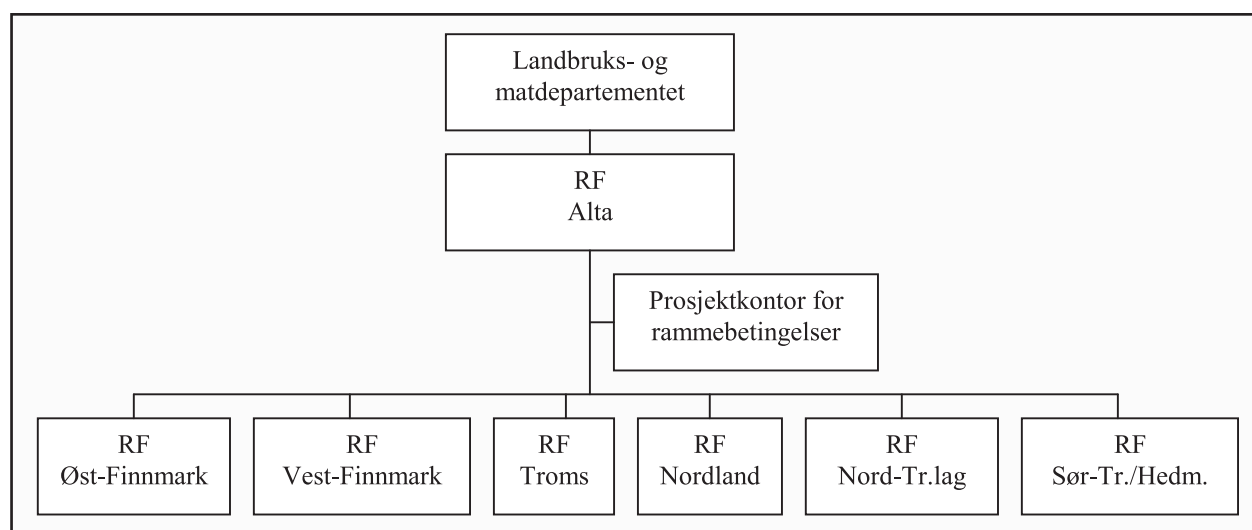 Landbruks- og
matdepartementet
RF
Alta
Prosjektkontor for
rammebetingelser
RF
Øst-Finnmark
RF
Vest-Finnmark
RF
Troms
RF
Nordland
RF
Nord-Tr.lag
RF
Sør-Tr./Hedm.